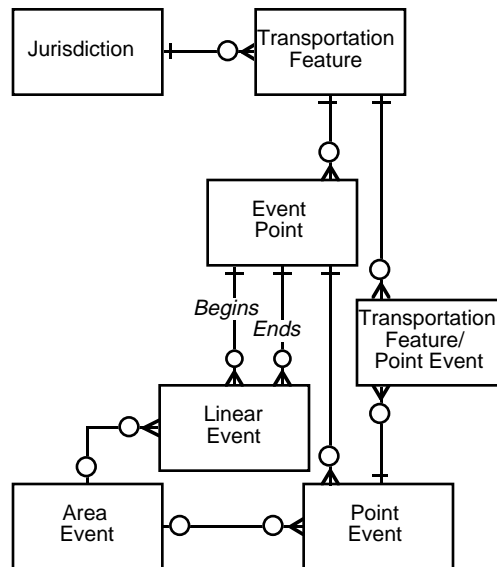 Jurisdiction
Transportation
Feature
Event
Point
Begins
Ends
Transportation
Feature/
Point Event
Linear
Event
Area
Event
Point
Event